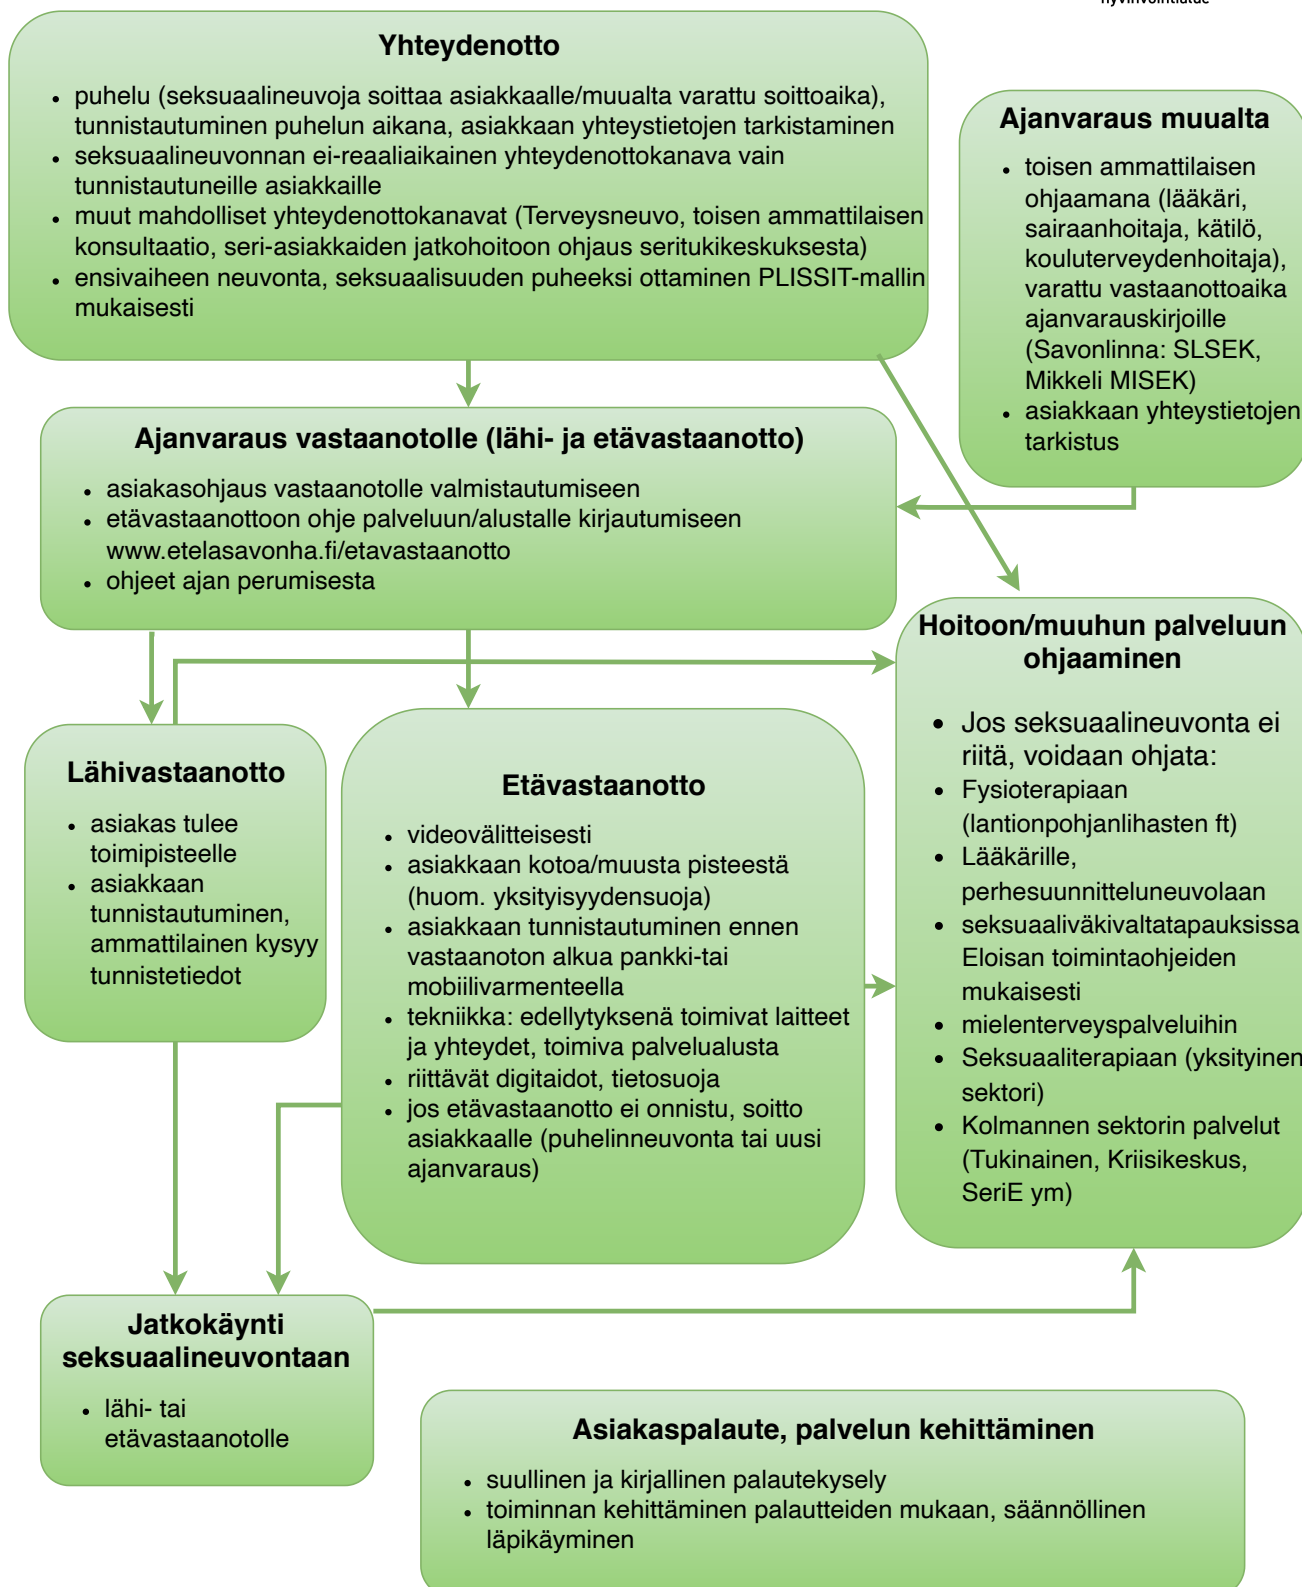 hyvinvointialue
Yhteydenotto
• puhelu (seksuaalineuvoja soittaa asiakkaalle/muualta varattu soittoaika),
tunnistautuminen puhelun aikana, asiakkaan yhteystietojen tarkistaminen
• seksuaalineuvonnan ei-reaaliaikainen yhteydenottokanava vain
tunnistautuneille asiakkaille
• muut mahdolliset yhteydenottokanavat (Terveysneuvo, toisen ammattilaisen
konsultaatio, seri-asiakkaiden jatkohoitoon ohjaus seritukikeskuksesta)
• ensivaiheen neuvonta, seksuaalisuuden puheeksi ottaminen PLISSIT-mallin
mukaisesti
Ajanvaraus muualta
• toisen ammattilaisen
ohjaamana (lääkäri,
sairaanhoitaja, kätilö,
kouluterveydenhoitaja),
varattu vastaanottoaika
ajanvarauskirjoille
(Savonlinna: SLSEK,
Mikkeli MISEK)
• asiakkaan yhteystietojen
tarkistus
Ajanvaraus vastaanotolle (lähi- ja etävastaanotto)
• asiakasohjaus vastaanotolle valmistautumiseen
• etävastaanottoon ohje palveluun/alustalle kirjautumiseen
www.etelasavonha.fi/etavastaanotto
• ohjeet ajan perumisesta
Hoitoon/muuhun palveluun
ohjaaminen
• Jos seksuaalineuvonta ei
riitä, voidaan ohjata:
• Fysioterapiaan
(lantionpohjanlihasten ft)
• Lääkärille,
perhesuunnitteluneuvolaan
• seksuaaliväkivaltatapauksissa
Eloisan toimintaohjeiden
mukaisesti
• mielenterveyspalveluihin
• Seksuaaliterapiaan (yksityinen
sektori)
• Kolmannen sektorin palvelut
(Tukinainen, Kriisikeskus,
SeriE ym)
Lähivastaanotto
• asiakas tulee
toimipisteelle
• asiakkaan
tunnistautuminen,
ammattilainen kysyy
tunnistetiedot
Etävastaanotto
• videovälitteisesti
• asiakkaan kotoa/muusta pisteestä
(huom. yksityisyydensuoja)
• asiakkaan tunnistautuminen ennen
vastaanoton alkua pankki-tai
mobiilivarmenteella
• tekniikka: edellytyksenä toimivat laitteet
ja yhteydet, toimiva palvelualusta
• riittävät digitaidot, tietosuoja
• jos etävastaanotto ei onnistu, soitto
asiakkaalle (puhelinneuvonta tai uusi
ajanvaraus)
Jatkokäynti
seksuaalineuvontaan
• lähi- tai
etävastaanotolle
Asiakaspalaute, palvelun kehittäminen
• suullinen ja kirjallinen palautekysely
• toiminnan kehittäminen palautteiden mukaan, säännöllinen
läpikäyminen